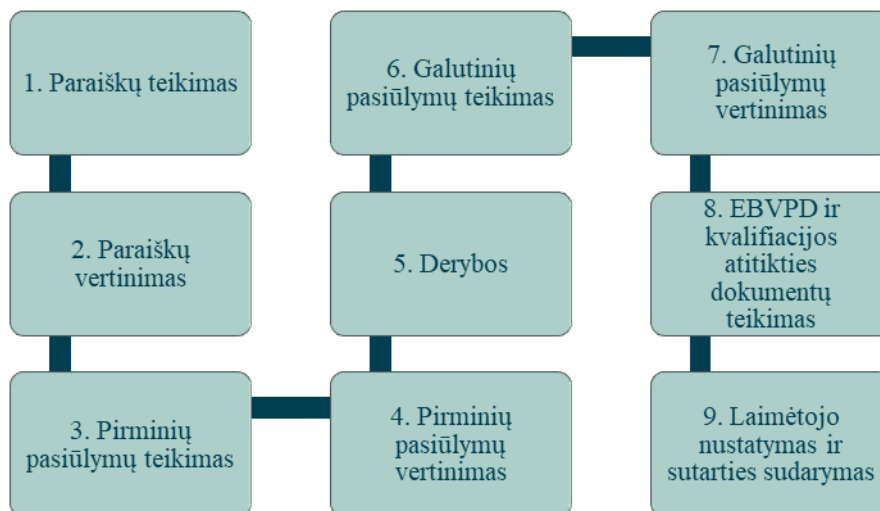 1. Paraiškų teikimas
2. Paraiškų
vertinimas
3. Pirminių
pasiūlymų teikimas
4. Pirminių
pasiūlymų
vertinimas
5. Derybos
6. Galutinių
pasiūlymų teikimas
7. Galutinių
pasiūlymų
vertinimas
8. EBVPD ir
kvalifiacijos
atitikties
dokumentų
teikimas
9. Laimėtojo
nustatymas ir
sutarties sudarymas